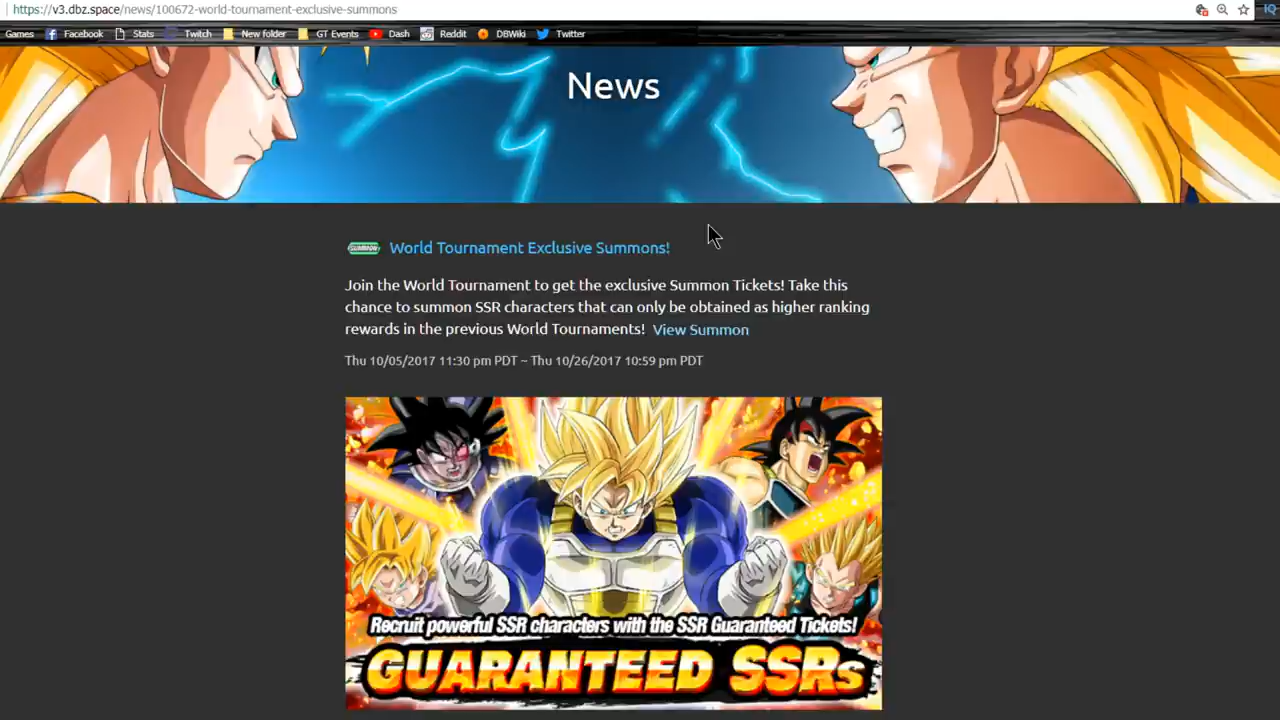 https://v3.dbz.space/news/100672-world-tournament-exclusive-summons
Games Facebook Stats Twitch New folder GT Events Dash Reddit DBWiki Twitter
News
SUMMON World Tournament Exclusive Summons!
Join the World Tournament to get the exclusive Summon Tickets! Take this
chance to summon SSR characters that can only be obtained as higher ranking
rewards in the previous World Tournaments! View Summon
Thu 10/05/2017 11:30 pm PDT ~ Thu 10/26/2017 10:59 pm PDT
Recruit powerful SSR characters with the SSR Guaranteed Tickets!
GUARANTEED SSRs